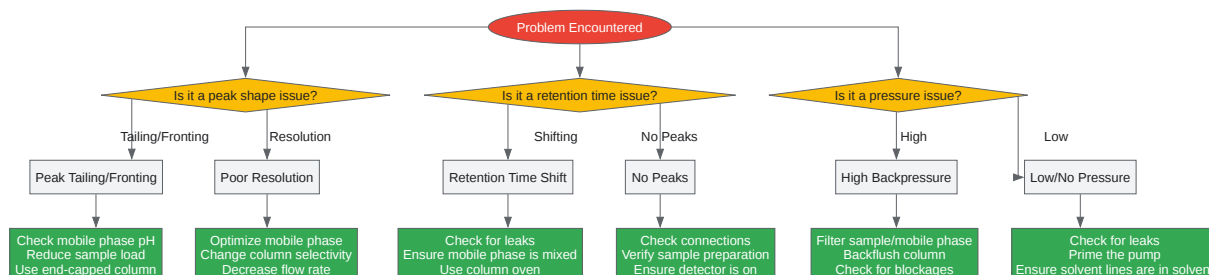 Problem Encountered
Is it a peak shape issue?
Is it a retention time issue?
Is it a pressure issue?
Tailing/Fronting
Resolution
Shifting
No Peaks
High
Low
Peak Tailing/Fronting
Poor Resolution
Retention Time Shift
No Peaks
High Backpressure
Low/No Pressure
Check mobile phase pH
Reduce sample load
Use end-capped column
Optimize mobile phase
Change column selectivity
Decrease flow rate
Check for leaks
Ensure mobile phase is mixed
Use column oven
Check connections
Verify sample preparation
Ensure detector is on
Filter sample/mobile phase
Backflush column
Check for blockages
Check for leaks
Prime the pump
Ensure solvent lines are in solven